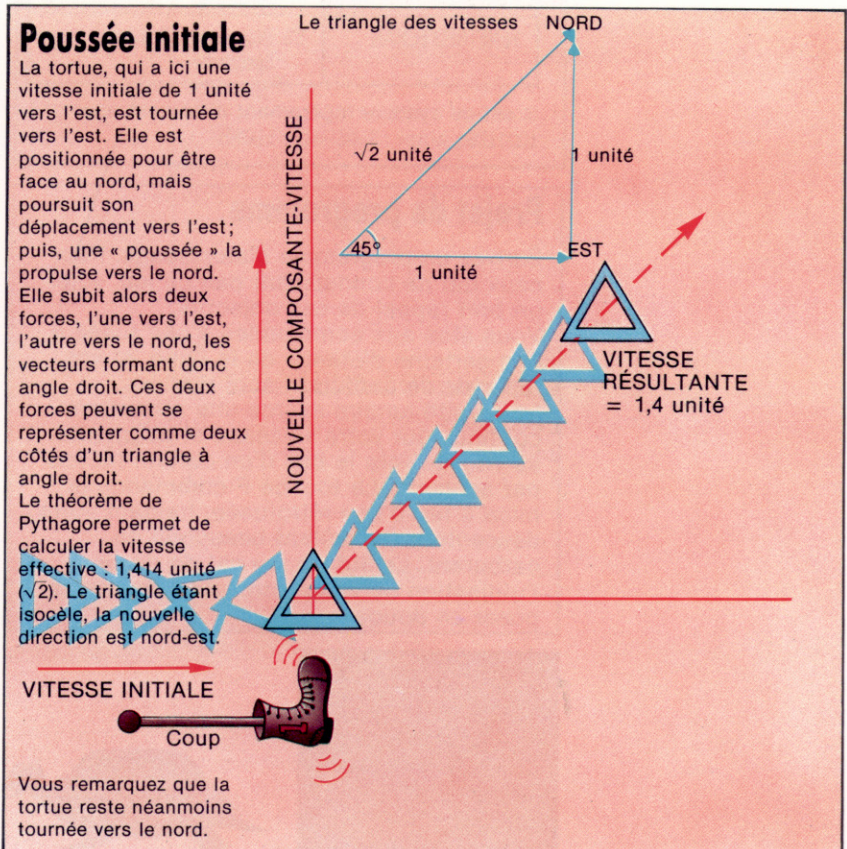 Poussée initiale
La tortue, qui a ici une
vitesse initiale de 1 unité
vers l'est, est tournée
vers l'est. Elle est
positionnée pour être
face au nord, mais
poursuit son
déplacement vers l'est;
puis, une « poussée » la
propulse vers le nord.
Elle subit alors deux
forces, l'une vers l'est,
l'autre vers le nord, les
vecteurs formant donc
angle droit. Ces deux
forces peuvent se
représenter comme deux
côtés d'un triangle à
angle droit.
Le théorème de
Pythagore permet de
calculer la vitesse
effective : 1,414 unité
(√2). Le triangle étant
isocèle, la nouvelle
direction est nord-est.
Le triangle des vitesses
NORD
√2 unité
1 unité
45°
EST
1 unité
NOUVELLE COMPOSANTE-VITESSE
VITESSE
RÉSULTANTE
= 1,4 unité
VITESSE INITIALE
1
Coup
Vous remarquez que la
tortue reste néanmoins
tournée vers le nord.